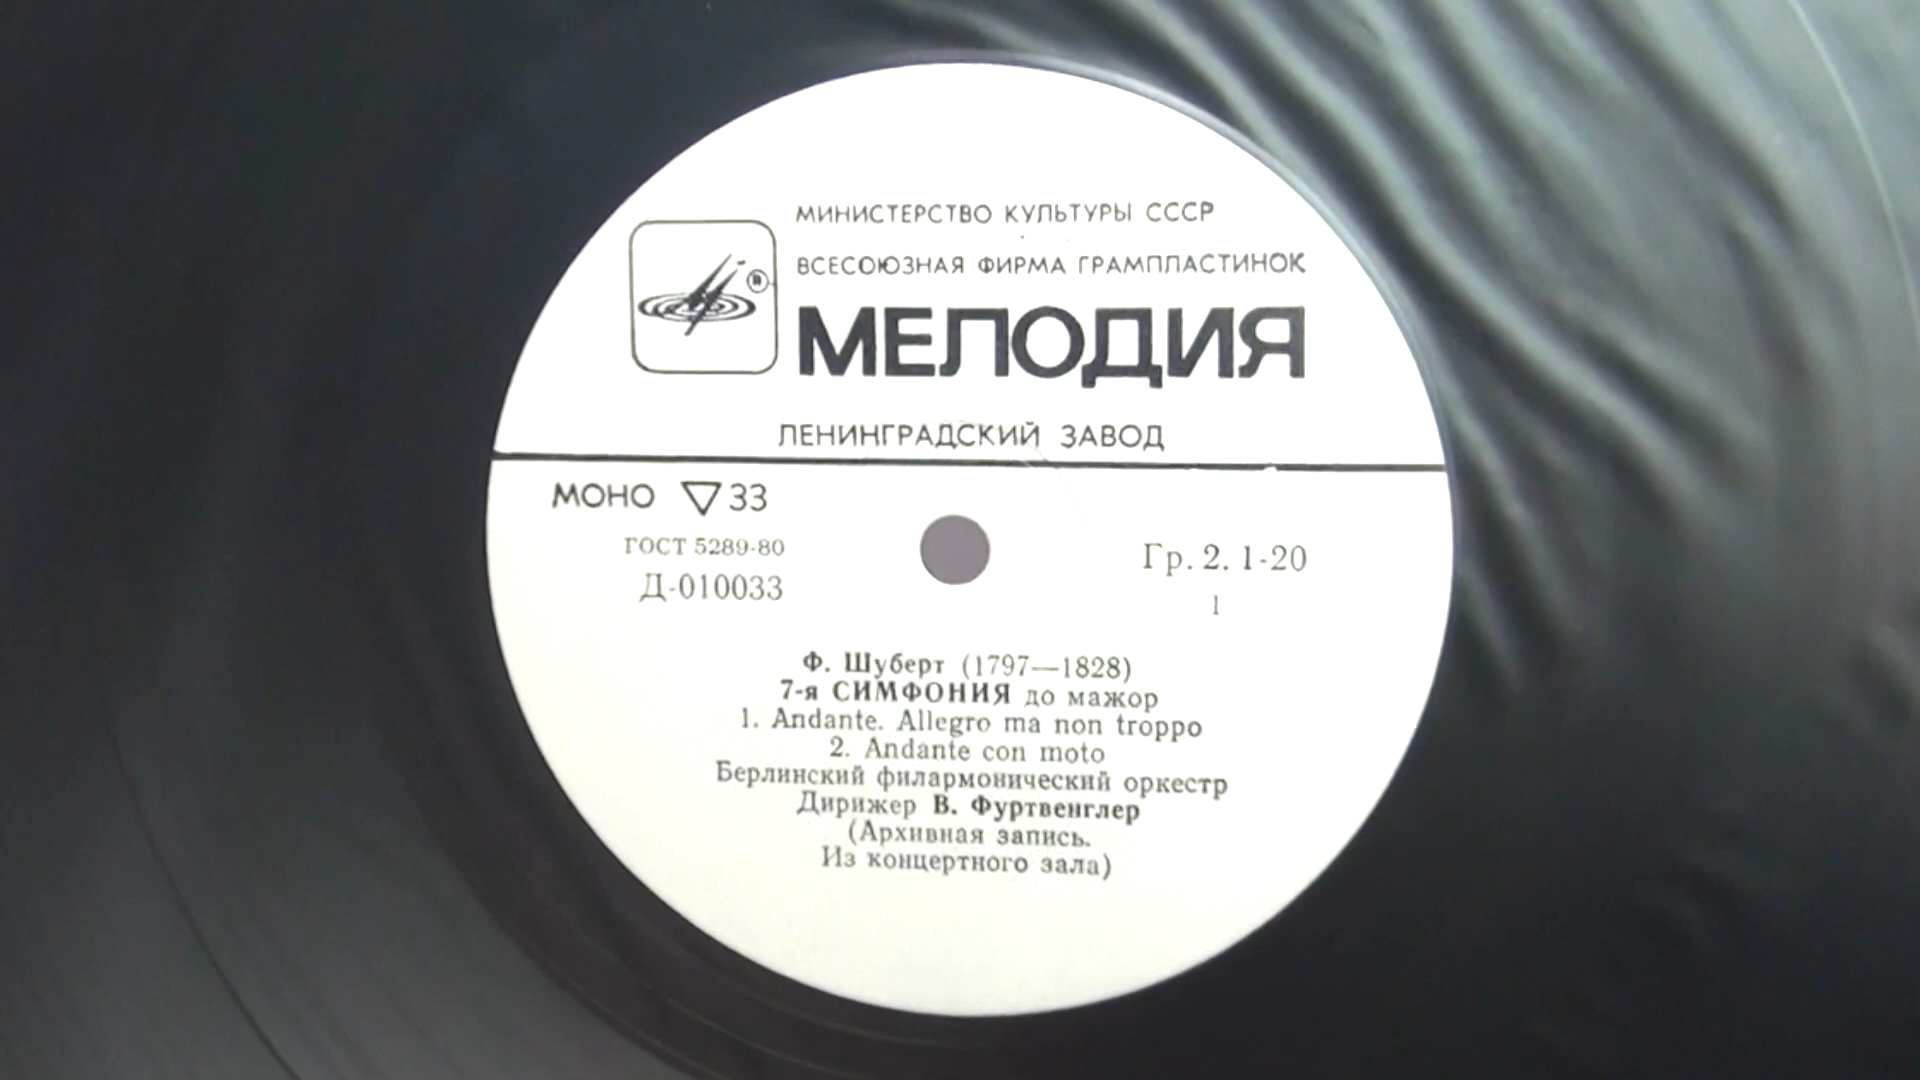 МИНИСТЕРСТВО КУЛЬТУРЫ СССР
ВСЕСОЮЗНАЯ ФИРМА ГРАМПЛАСТИНОК
МЕЛОДИЯ
ЛЕНИНГРАДСКИЙ ЗАВОД
МОНО ▽33
ГОСТ 5289-80
Д-010033
Гр. 2. 1-20
1
Ф. Шуберт (1797—1828)
7-я СИМФОНИЯ до мажор
1. Andante. Allegro ma non troppo
2. Andante con moto
Берлинский филармонический оркестр
Дирижер В. Фуртвенглер
(Архивная запись.
Из концертного зала)